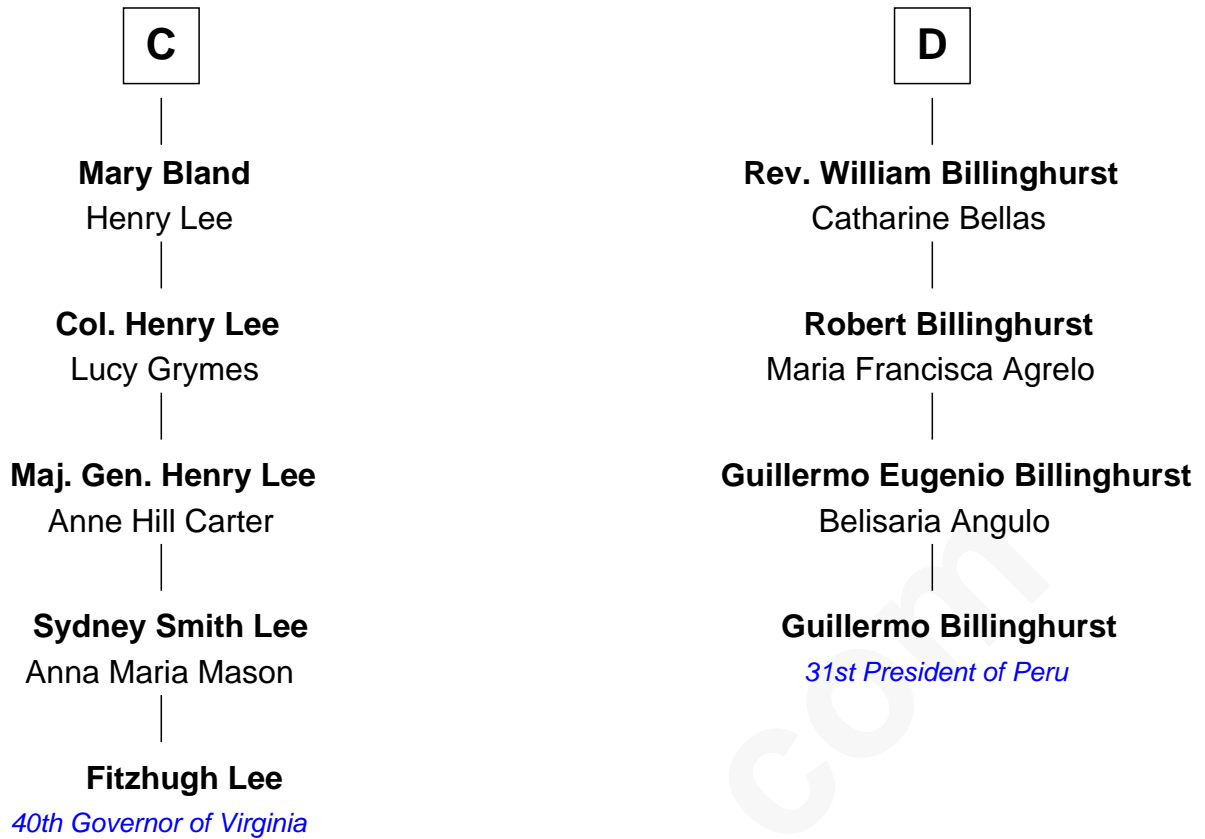 C
Mary Bland
Henry Lee
Col. Henry Lee
Lucy Grymes
Maj. Gen. Henry Lee
Anne Hill Carter
Sydney Smith Lee
Anna Maria Mason
Fitzhugh Lee
40th Governor of Virginia
D
Rev. William Billinghurst
Catharine Bellas
Robert Billinghurst
Maria Francisca Agrelo
Guillermo Eugenio Billinghurst
Belisaria Angulo
Guillermo Billinghurst
31st President of Peru
com